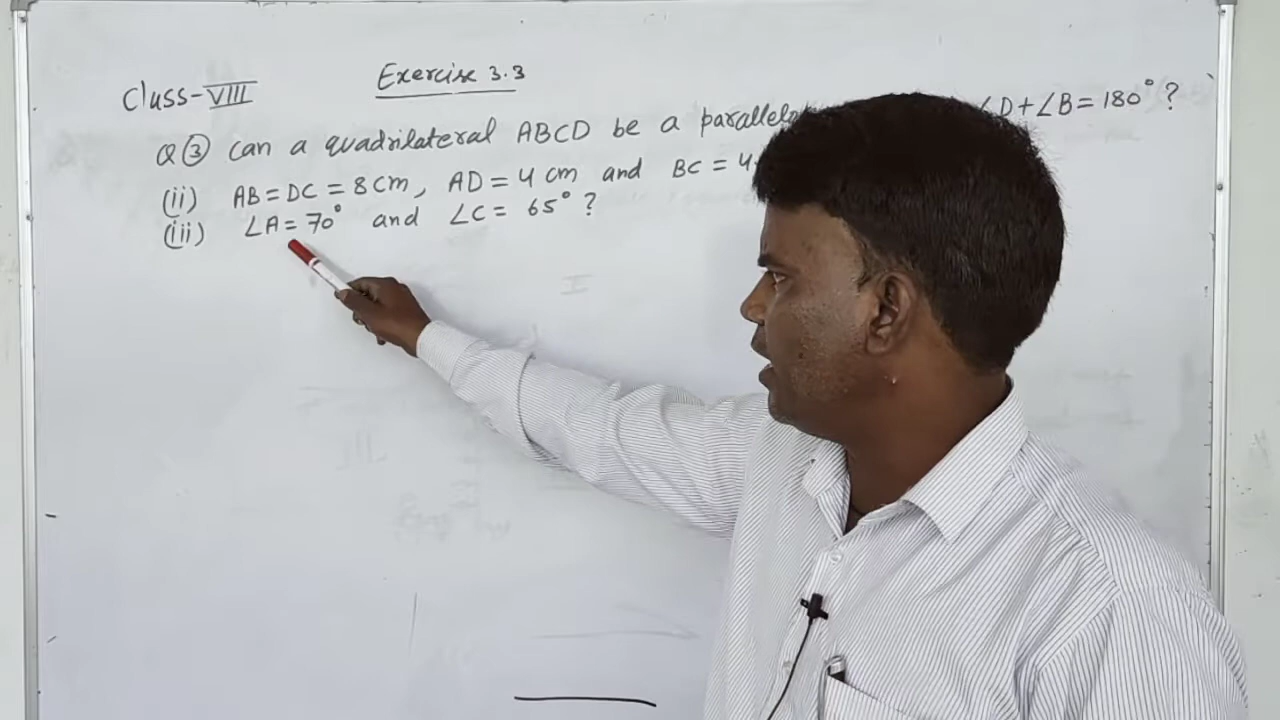 Class-VIII
Exercise 3.3
Q③ can a quadrilateral ABCD be a ∠D+∠B=180° ?
(ii) AB=DC=8cm, AD=4cm and BC=4
(iii) ∠A=70° and ∠C=65° ?